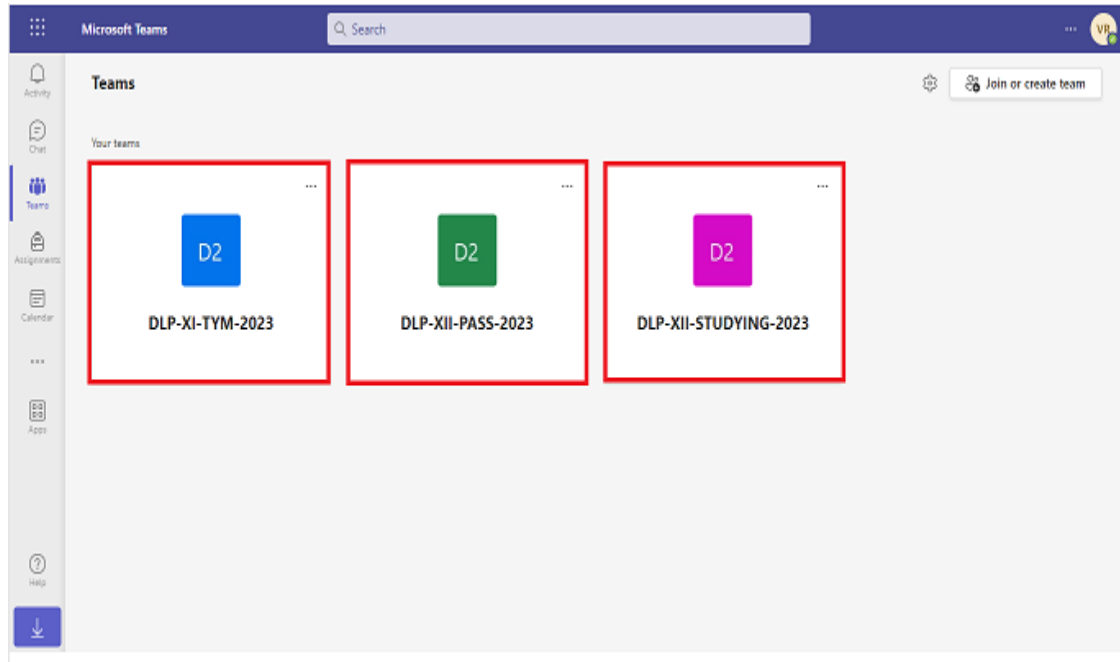 Microsoft Teams
Search
VR
Activity
Chat
Teams
Assignments
Calendar
Apps
Help
Teams
Join or create team
Your teams
D2
DLP-XI-TYM-2023
D2
DLP-XII-PASS-2023
D2
DLP-XII-STUDYING-2023